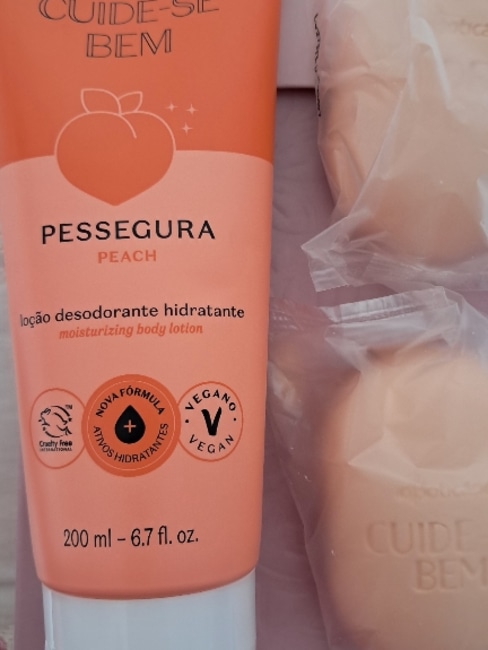 CUIDE-SE
BEM
PESSEGURA
PEACH
loção desodorante hidratante
moisturizing body lotion
Cruelty Free
INTERNATIONAL
NOVA FÓRMULA
ATIVOS HIDRATANTES
VEGANO
VEGAN
200 ml – 6.7 fl. oz.
CUIDE
BEM